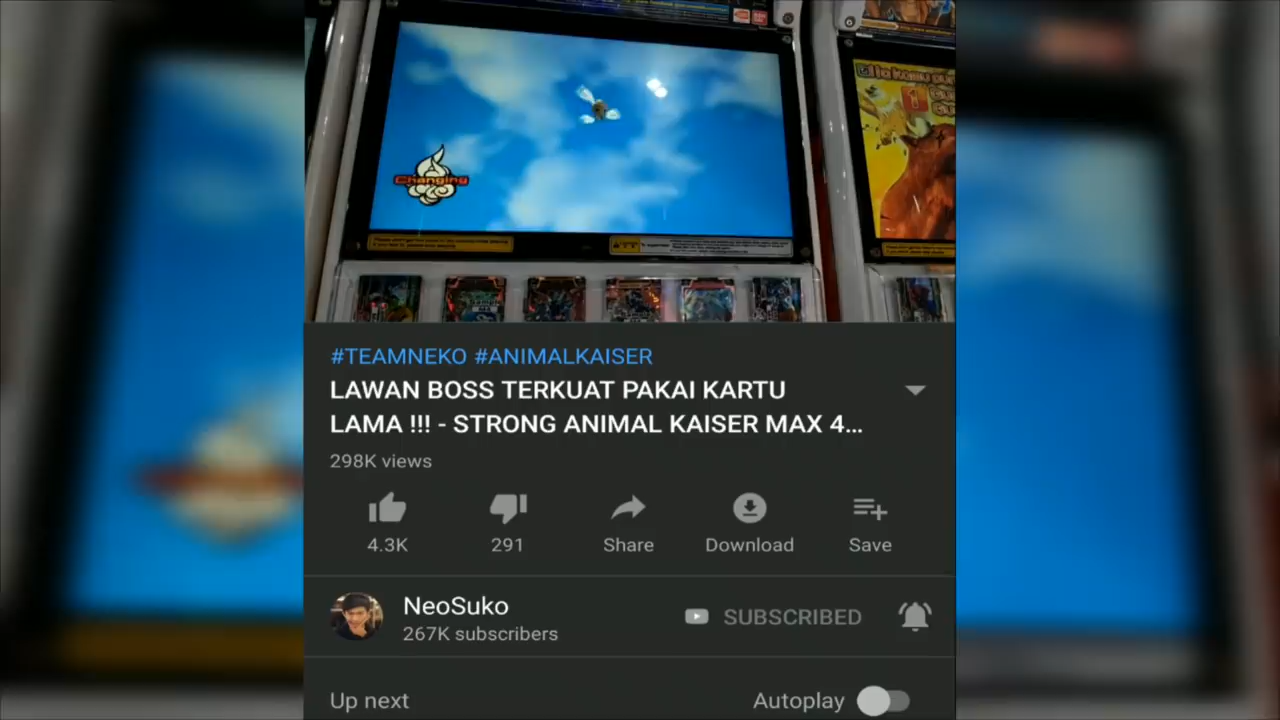 Changing
#TEAMNEKO #ANIMALKAISER
LAWAN BOSS TERKUAT PAKAI KARTU
LAMA !!! - STRONG ANIMAL KAISER MAX 4...
298K views
4.3K
291
Share
Download
Save
NeoSuko
267K subscribers
SUBSCRIBED
Up next
Autoplay